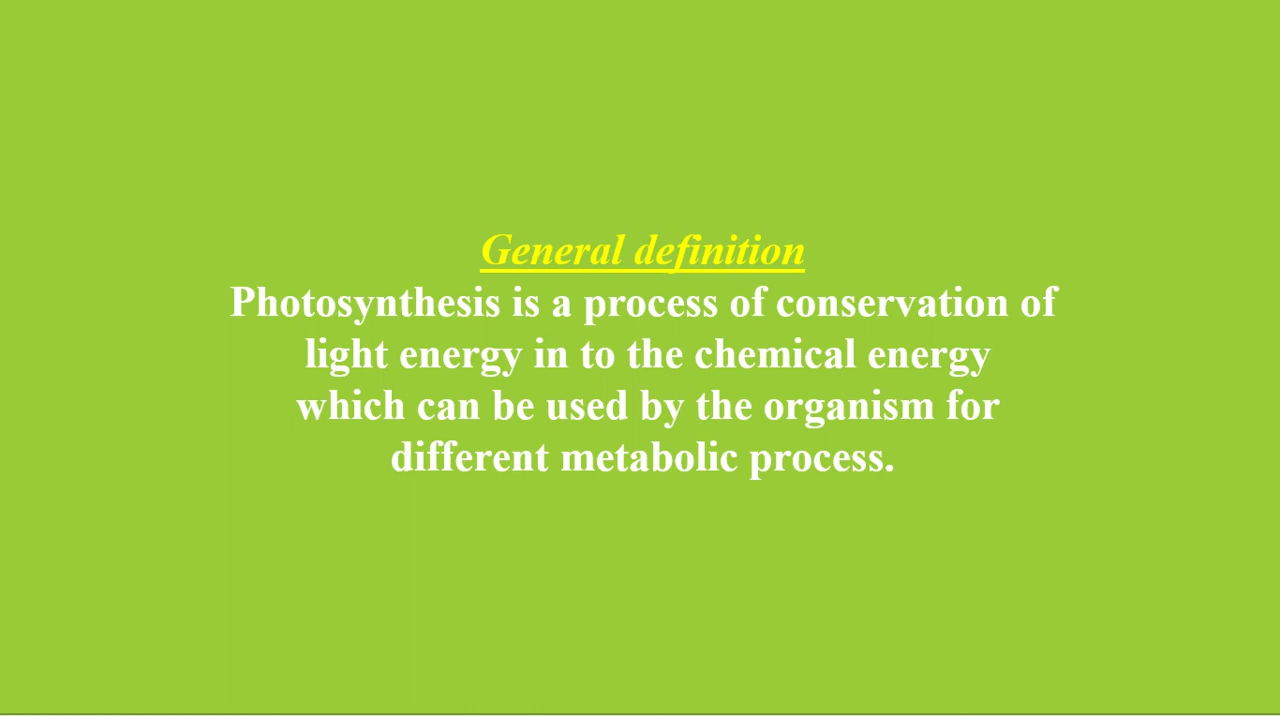 General definition
Photosynthesis is a process of conservation of
light energy in to the chemical energy
which can be used by the organism for
different metabolic process.